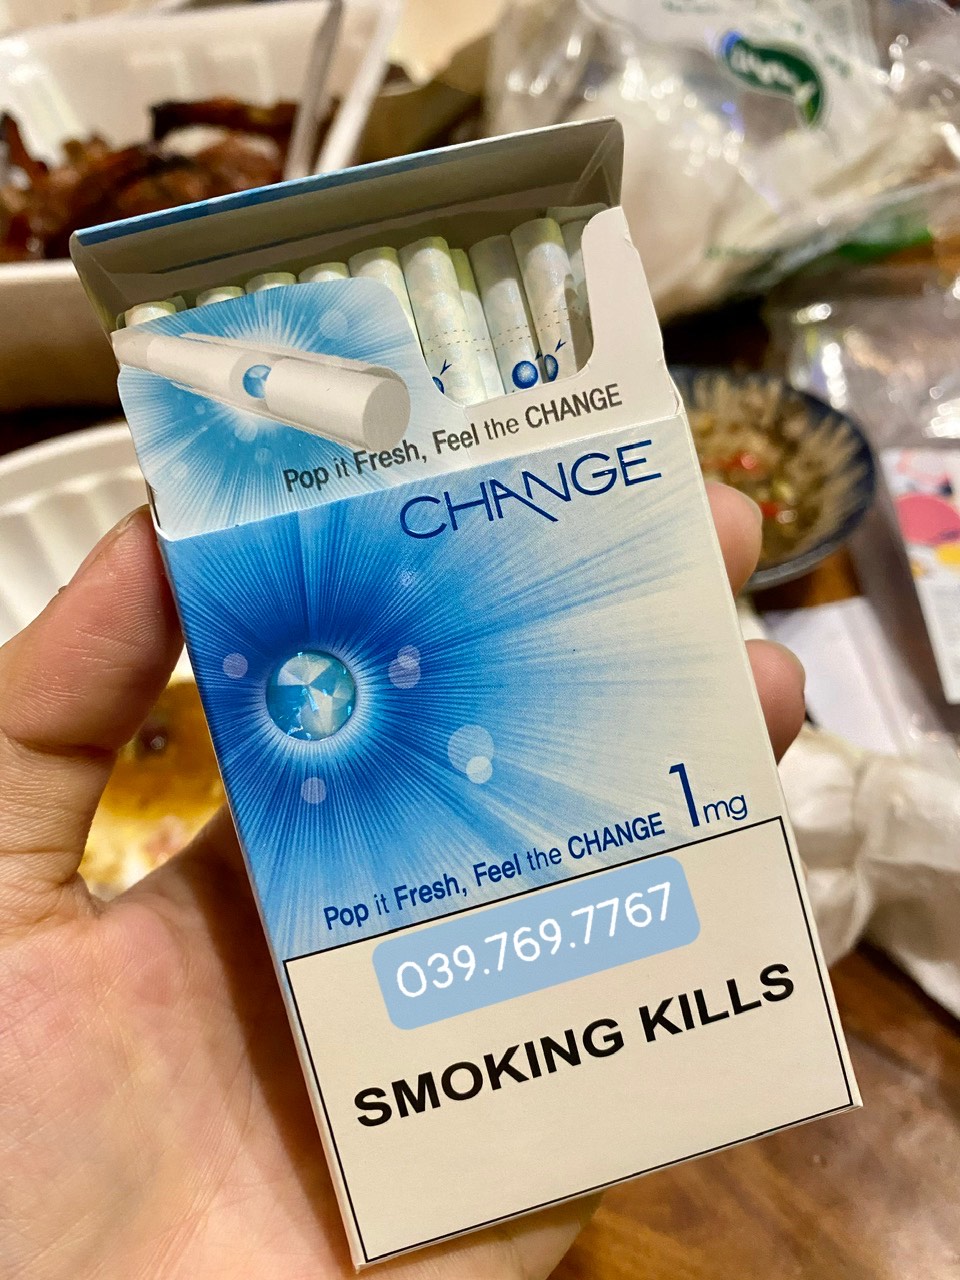 Pop it Fresh, Feel the CHANGE
CHANGE
1mg
Pop it Fresh, Feel the CHANGE
039.769.7767
SMOKING KILLS